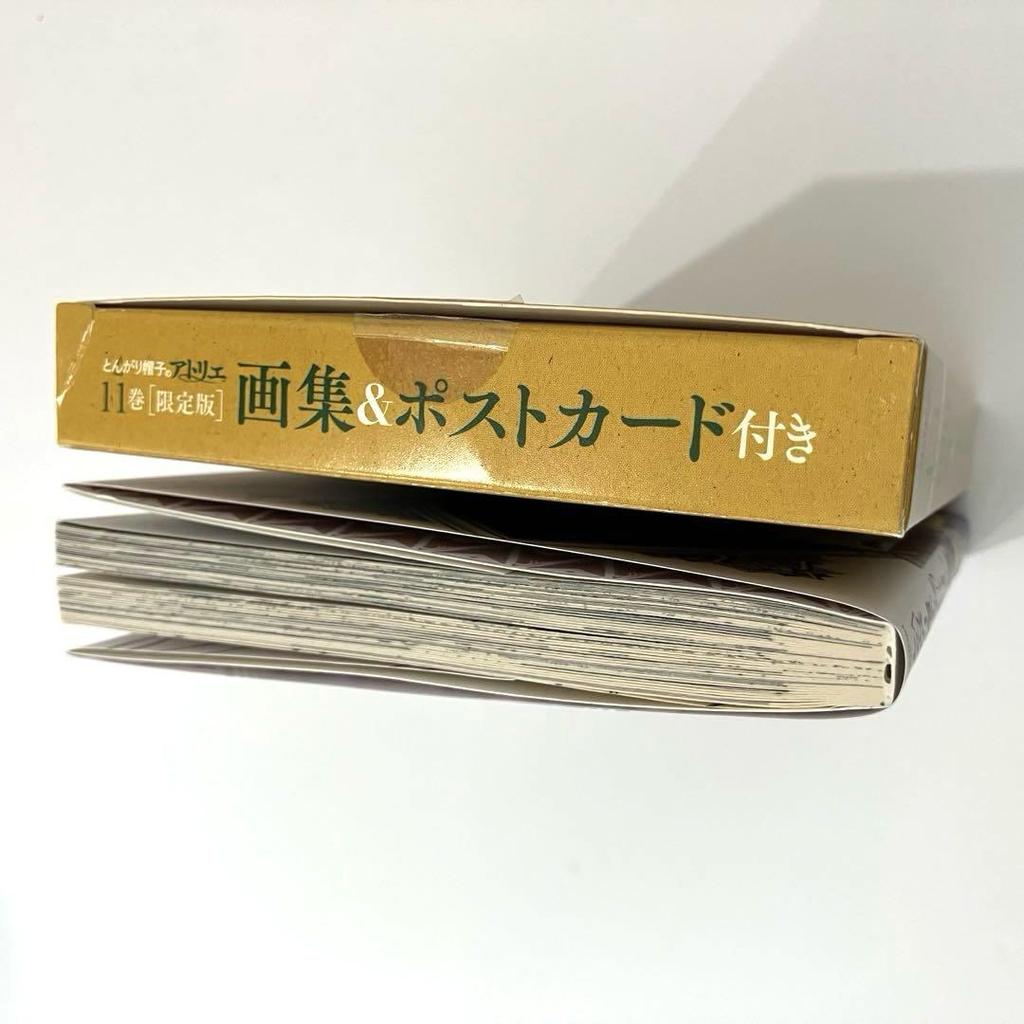 とんがり帽子のアトリエ
11巻[限定版]
画集&ポストカード付き